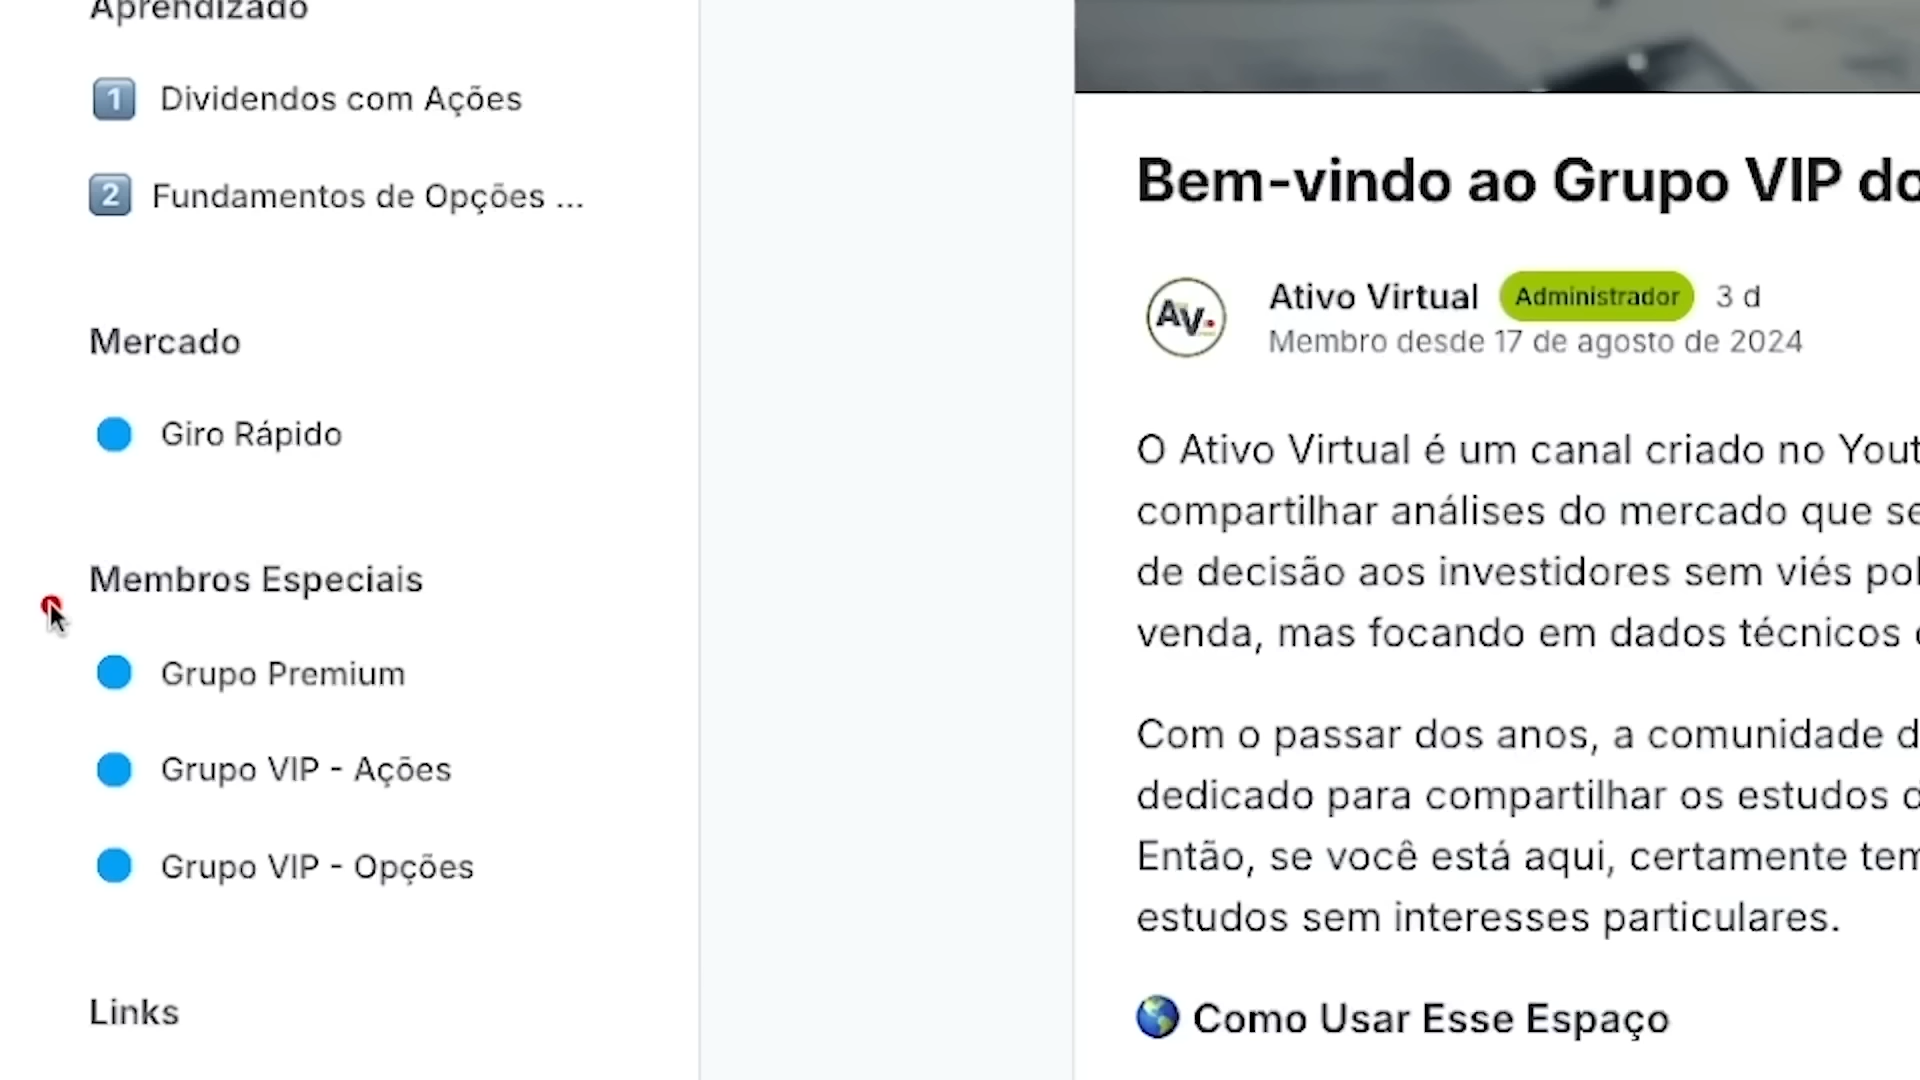 Aprendizado
1 Dividendos com Ações
2 Fundamentos de Opções ...
Mercado
Giro Rápido
Membros Especiais
Grupo Premium
Grupo VIP - Ações
Grupo VIP - Opções
Links
Bem-vindo ao Grupo VIP do
AV.
Ativo Virtual Administrador 3 d
Membro desde 17 de agosto de 2024
O Ativo Virtual é um canal criado no Yout
compartilhar análises do mercado que se
de decisão aos investidores sem viés pol
venda, mas focando em dados técnicos
Com o passar dos anos, a comunidade d
dedicado para compartilhar os estudos
Então, se você está aqui, certamente tem
estudos sem interesses particulares.
Como Usar Esse Espaço